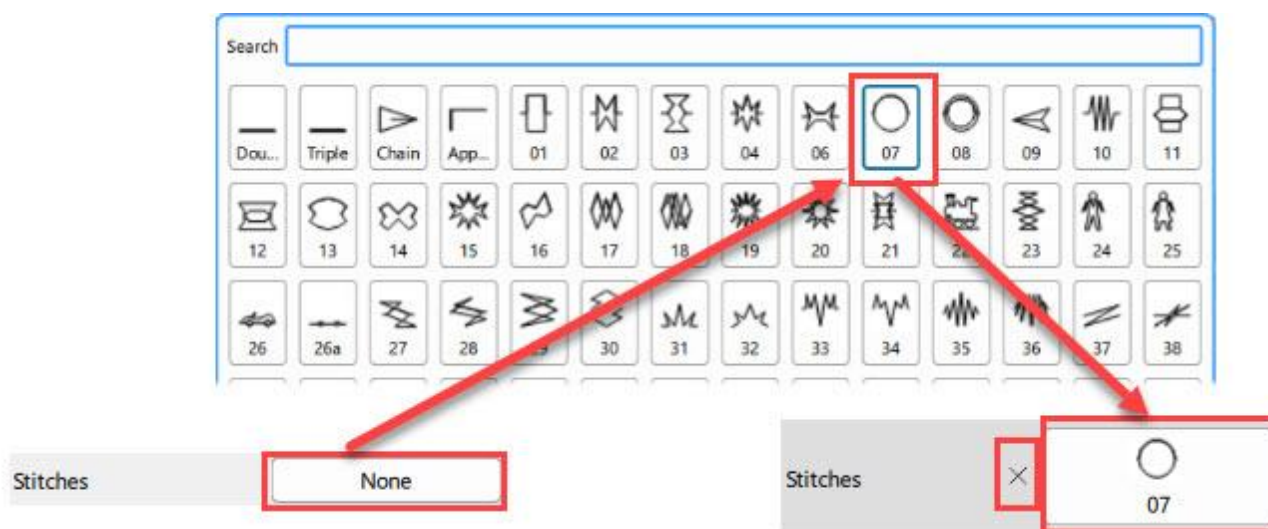 Search
Dou... Triple Chain App... 01 02 03 04 06 07 08 09 10 11
12 13 14 15 16 17 18 19 20 21 22 23 24 25
26 26a 27 28 29 30 31 32 33 34 35 36 37 38
Stitches None
Stitches 07